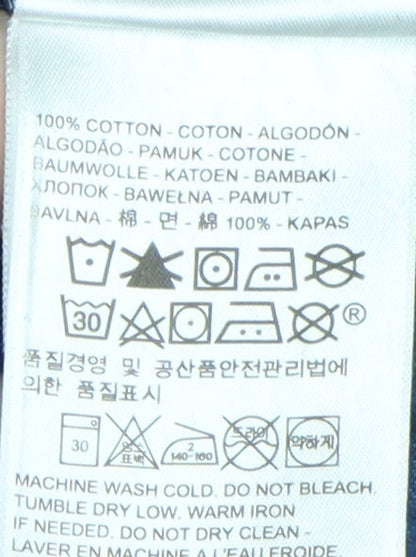 100% COTTON - COTON - ALGODÓN -
ALGODÃO - PAMUK - COTONE -
BAUMWOLLE - KATOEN - BAMBAKI -
ХЛОПОК - BAWEŁNA - PAMUT -
BAVLNA - 棉 - 면 - 綿 100% - KAPAS
30 ®
품질경영 및 공산품안전관리법에
의한 품질표시
30 염소 표백 2 140-160 드라이 약하게
MACHINE WASH COLD. DO NOT BLEACH.
TUMBLE DRY LOW. WARM IRON
IF NEEDED. DO NOT DRY CLEAN -
LAVER EN MACHINE A L'EAU FROIDE